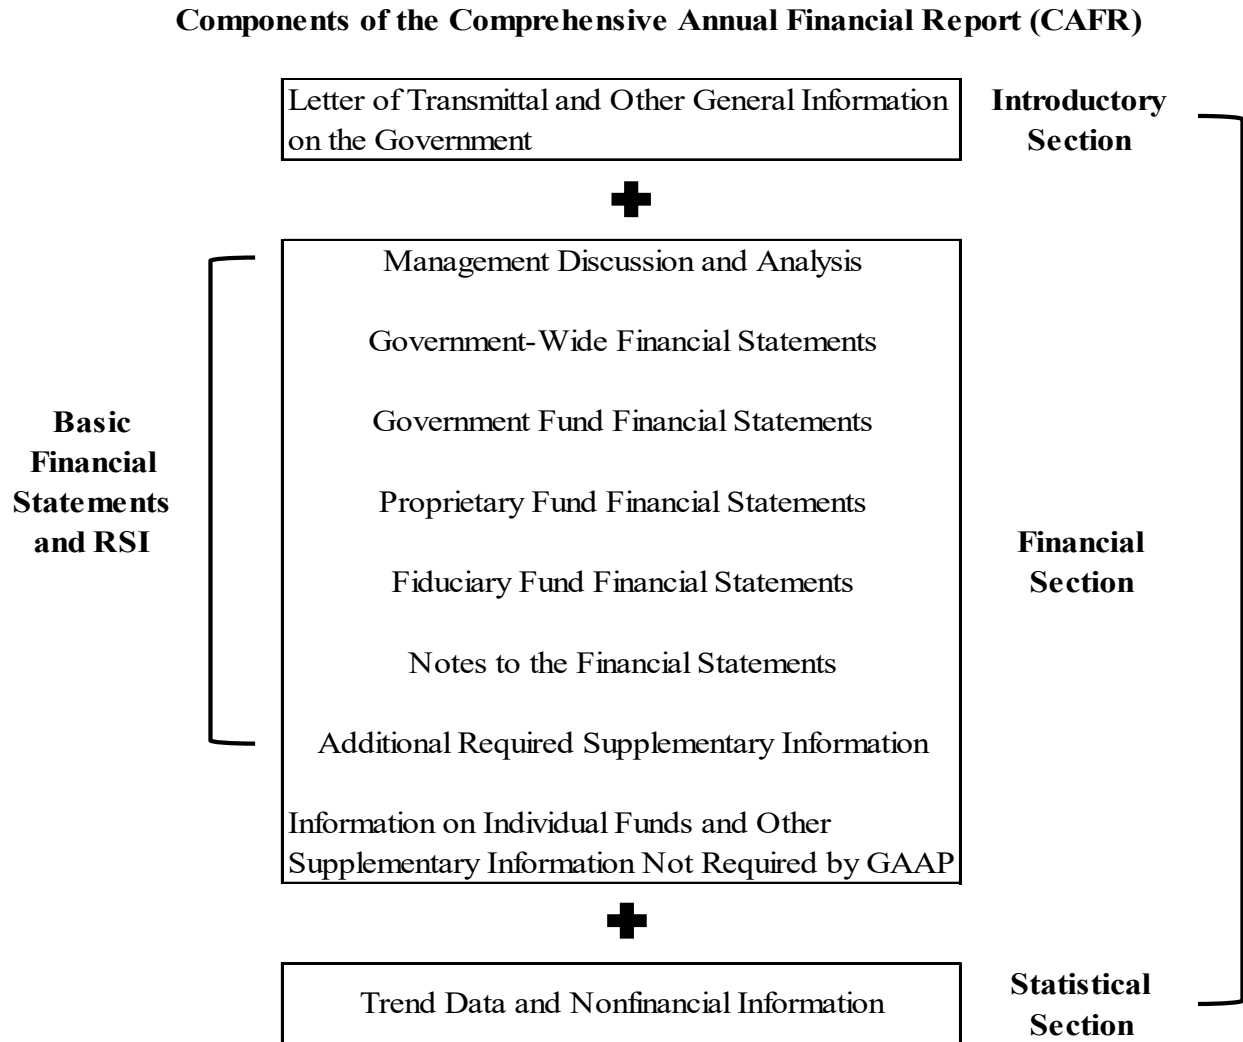 Components of the Comprehensive Annual Financial Report (CAFR)
Letter of Transmittal and Other General Information
on the Government
Introductory
Section
Management Discussion and Analysis
Government-Wide Financial Statements
Government Fund Financial Statements
Proprietary Fund Financial Statements
Fiduciary Fund Financial Statements
Notes to the Financial Statements
Additional Required Supplementary Information
Information on Individual Funds and Other
Supplementary Information Not Required by GAAP
Basic
Financial
Statements
and RSI
Financial
Section
Trend Data and Nonfinancial Information
Statistical
Section